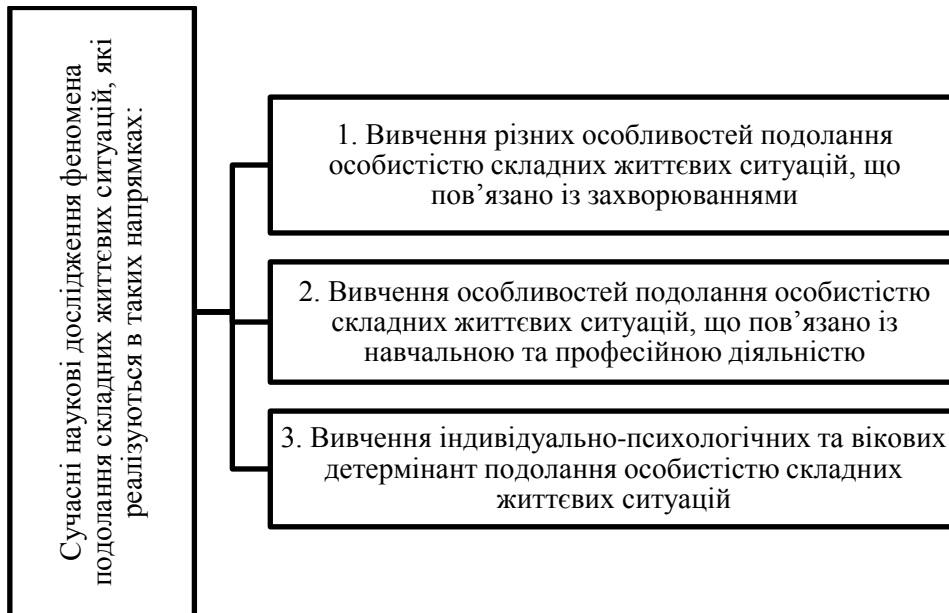 Сучасні наукові дослідження феномена
подолання складних життєвих ситуацій, які
реалізуються в таких напрямках:
1. Вивчення різних особливостей подолання
особистістю складних життєвих ситуацій, що
пов’язано із захворюваннями
2. Вивчення особливостей подолання особистістю
складних життєвих ситуацій, що пов’язано із
навчальною та професійною діяльністю
3. Вивчення індивідуально-психологічних та вікових
детермінант подолання особистістю складних
життєвих ситуацій